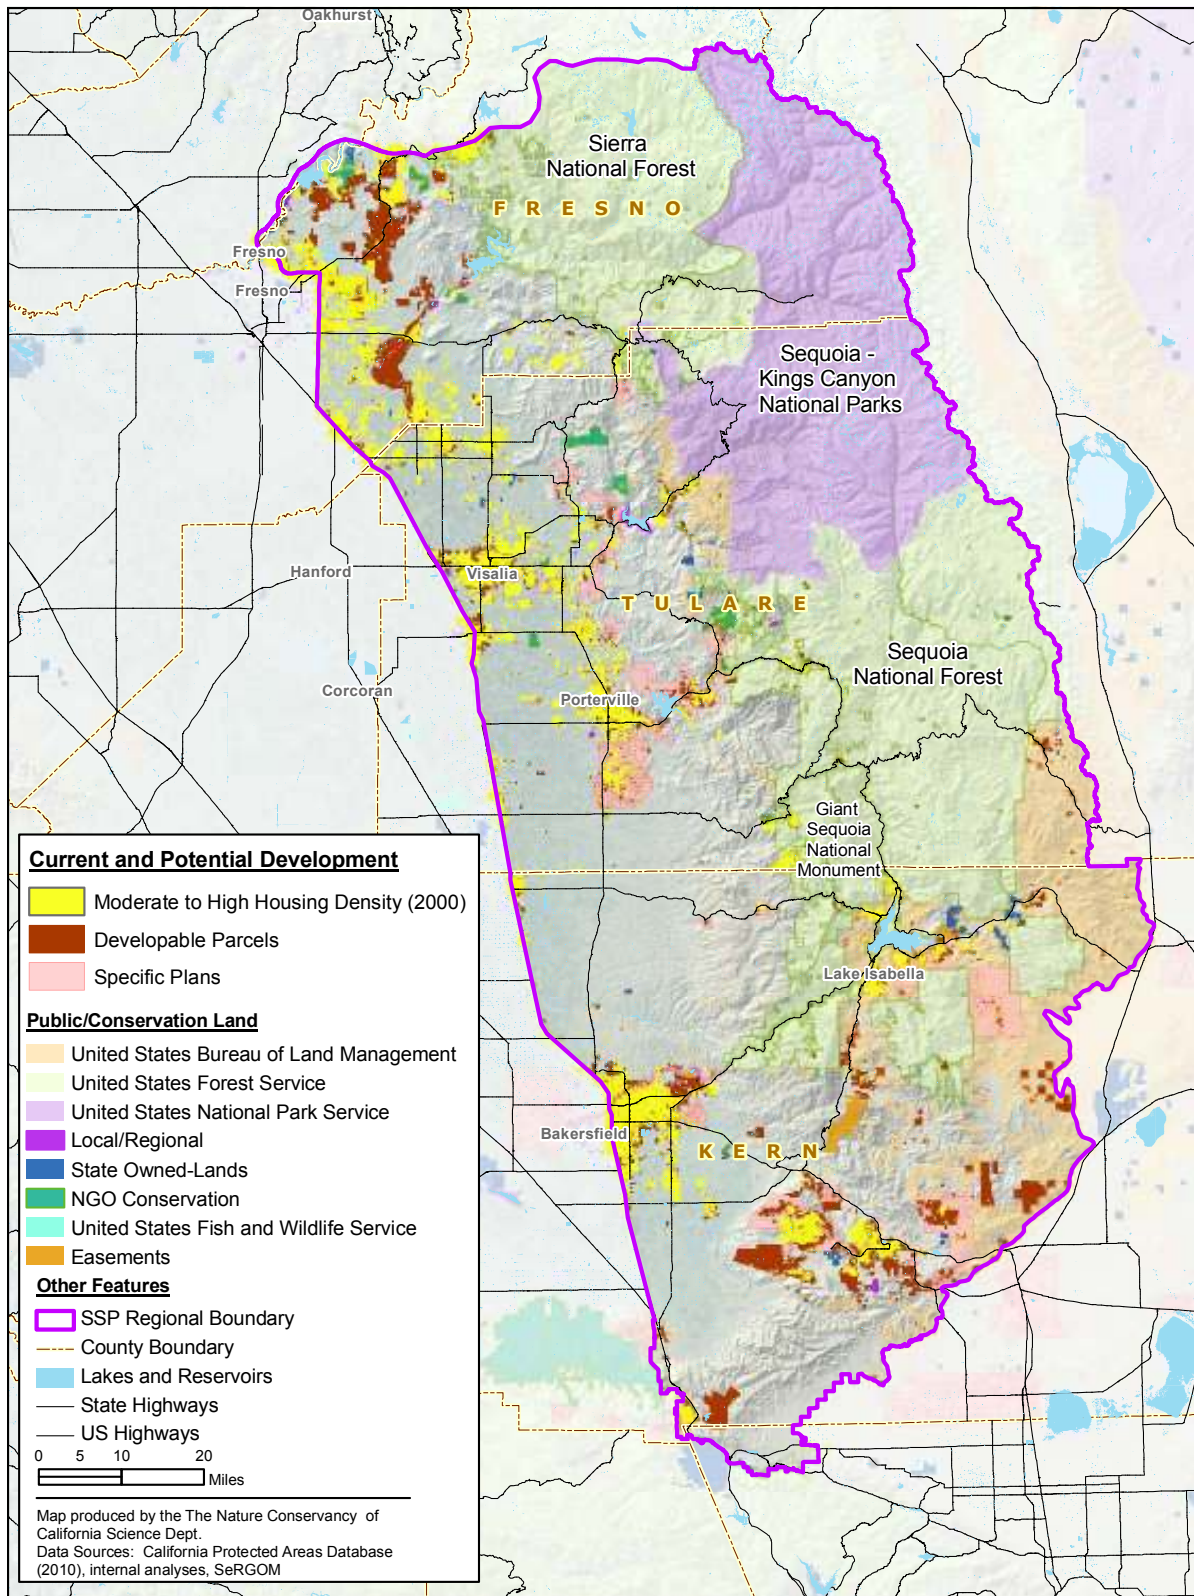 Oakhurst
Sierra
National Forest
F R E S N O
Fresno
Fresno
Sequoia -
Kings Canyon
National Parks
Hanford
Visalia
T U L A R E
Sequoia
National Forest
Corcoran
Porterville
Giant
Sequoia
National
Monument
Lake Isabella
Bakersfield
K E R N
Current and Potential Development
Moderate to High Housing Density (2000)
Developable Parcels
Specific Plans
Public/Conservation Land
United States Bureau of Land Management
United States Forest Service
United States National Park Service
Local/Regional
State Owned-Lands
NGO Conservation
United States Fish and Wildlife Service
Easements
Other Features
SSP Regional Boundary
County Boundary
Lakes and Reservoirs
State Highways
US Highways
0 5 10 20
Miles
Map produced by the The Nature Conservancy of
California Science Dept.
Data Sources: California Protected Areas Database
(2010), internal analyses, SeRGOM